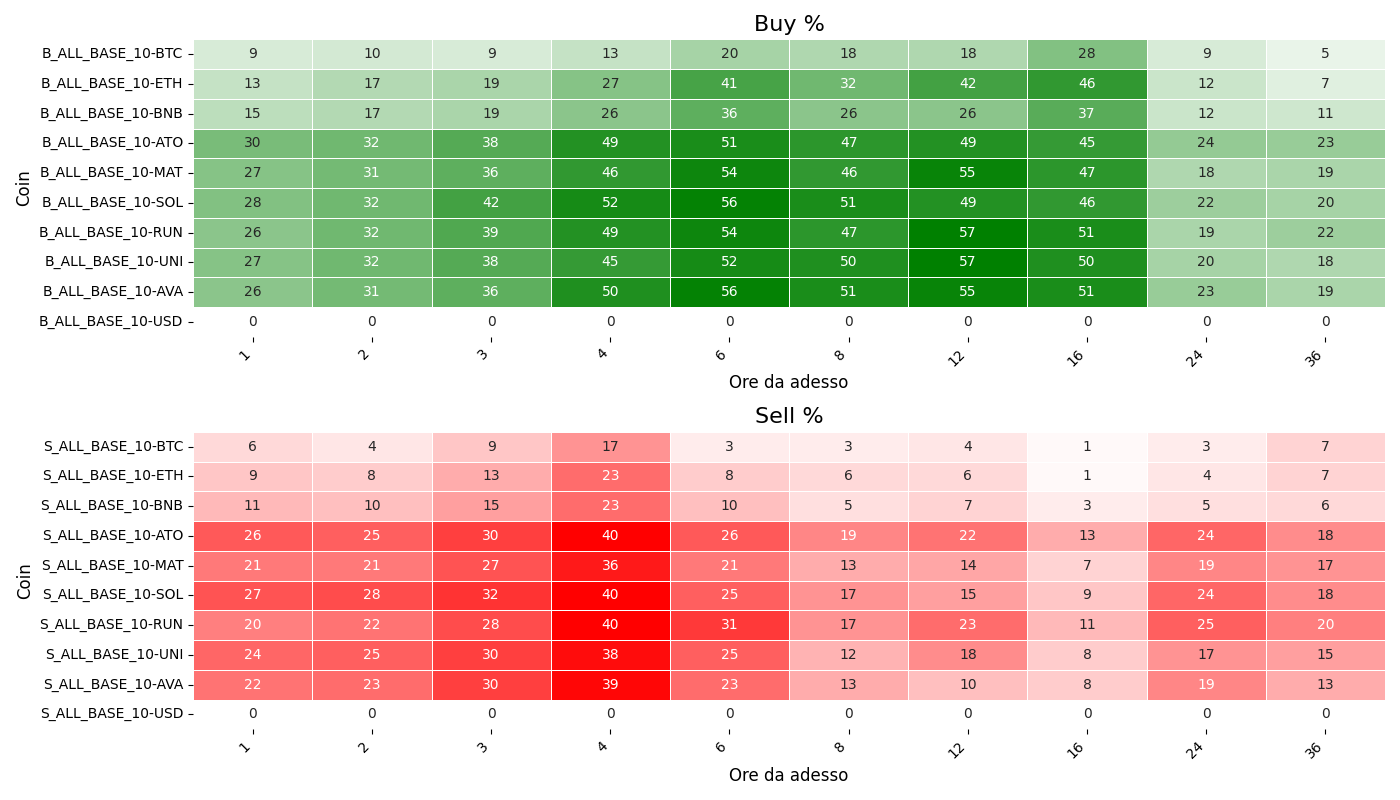 Buy %
Coin
B_ALL_BASE_10-BTC 9 10 9 13 20 18 18 28 9 5
B_ALL_BASE_10-ETH 13 17 19 27 41 32 42 46 12 7
B_ALL_BASE_10-BNB 15 17 19 26 36 26 26 37 12 11
B_ALL_BASE_10-ATO 30 32 38 49 51 47 49 45 24 23
B_ALL_BASE_10-MAT 27 31 36 46 54 46 55 47 18 19
B_ALL_BASE_10-SOL 28 32 42 52 56 51 49 46 22 20
B_ALL_BASE_10-RUN 26 32 39 49 54 47 57 51 19 22
B_ALL_BASE_10-UNI 27 32 38 45 52 50 57 50 20 18
B_ALL_BASE_10-AVA 26 31 36 50 56 51 55 51 23 19
B_ALL_BASE_10-USD 0 0 0 0 0 0 0 0 0 0
1 2 3 4 6 8 12 16 24 36
Ore da adesso
Sell %
Coin
S_ALL_BASE_10-BTC 6 4 9 17 3 3 4 1 3 7
S_ALL_BASE_10-ETH 9 8 13 23 8 6 6 1 4 7
S_ALL_BASE_10-BNB 11 10 15 23 10 5 7 3 5 6
S_ALL_BASE_10-ATO 26 25 30 40 26 19 22 13 24 18
S_ALL_BASE_10-MAT 21 21 27 36 21 13 14 7 19 17
S_ALL_BASE_10-SOL 27 28 32 40 25 17 15 9 24 18
S_ALL_BASE_10-RUN 20 22 28 40 31 17 23 11 25 20
S_ALL_BASE_10-UNI 24 25 30 38 25 12 18 8 17 15
S_ALL_BASE_10-AVA 22 23 30 39 23 13 10 8 19 13
S_ALL_BASE_10-USD 0 0 0 0 0 0 0 0 0 0
1 2 3 4 6 8 12 16 24 36
Ore da adesso